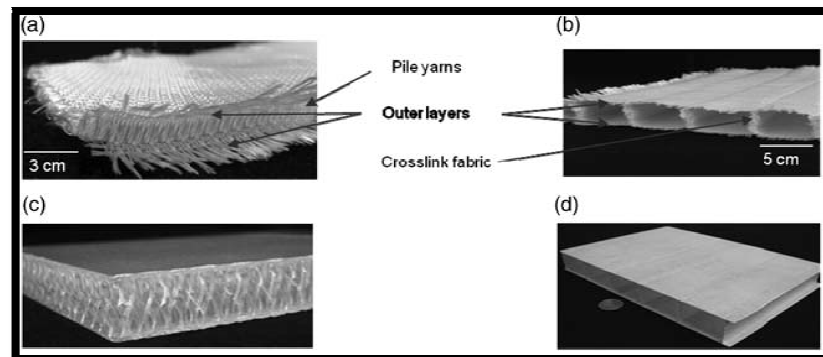 (a)
(b)
Pile yarns
Outer layers
Crosslink fabric
3 cm
5 cm
(c)
(d)